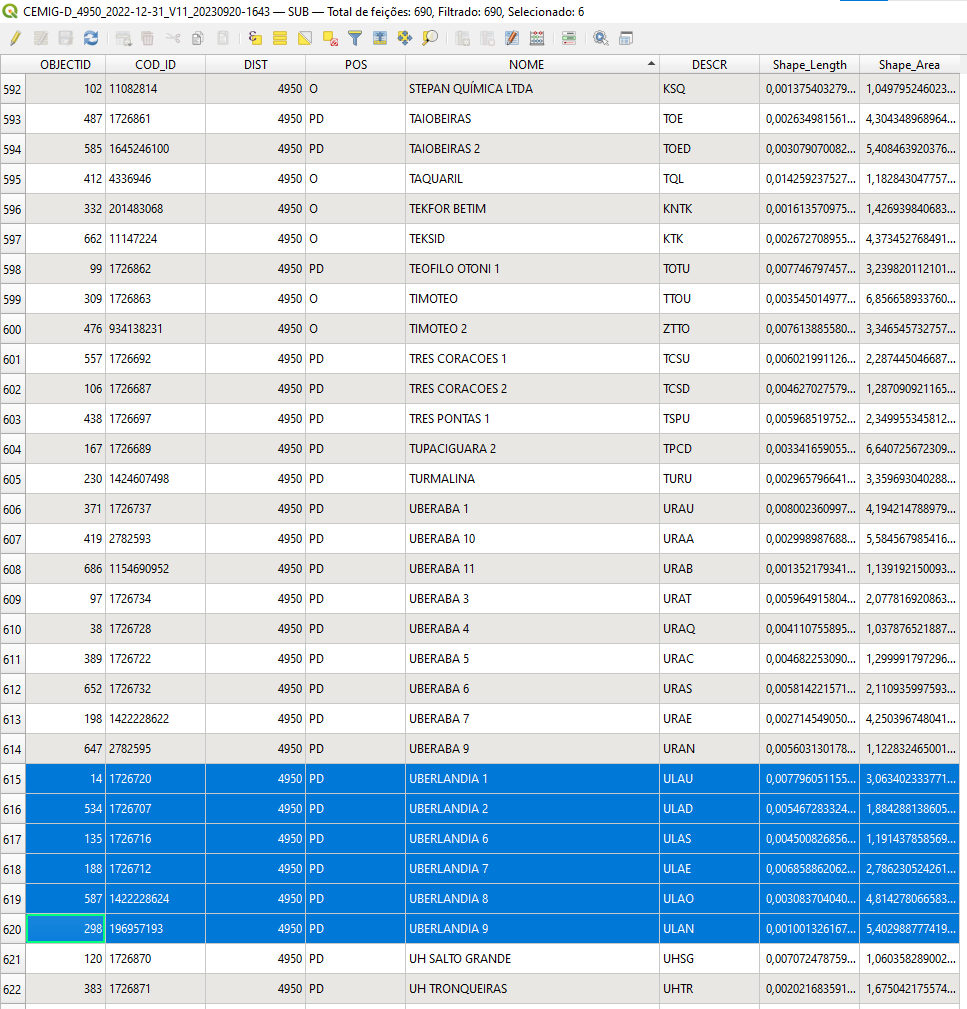 CEMIG-D_4950_2022-12-31_V11_20230920-1643 — SUB — Total de feições: 690, Filtrado: 690, Selecionado: 6
OBJECTID COD_ID DIST POS NOME DESCR Shape_Length Shape_Area
592 102 11082814 4950 O STEPAN QUÍMICA LTDA KSQ 0,001375403279... 1,049795246023...
593 487 1726861 4950 PD TAIOBEIRAS TOE 0,002634981561... 4,304348968964...
594 585 1645246100 4950 PD TAIOBEIRAS 2 TOED 0,003079070082... 5,408463920376...
595 412 4336946 4950 O TAQUARIL TQL 0,014259237527... 1,182843047757...
596 332 201483068 4950 O TEKFOR BETIM KNTK 0,001613570975... 1,426939840683...
597 662 11147224 4950 O TEKSID KTK 0,002672708955... 4,373452768491...
598 99 1726862 4950 PD TEOFILO OTONI 1 TOTU 0,007746797457... 3,239820112101...
599 309 1726863 4950 O TIMOTEO TTOU 0,003545014977... 6,856658933760...
600 476 934138231 4950 O TIMOTEO 2 ZTTO 0,007613885580... 3,346545732757...
601 557 1726692 4950 PD TRES CORACOES 1 TCSU 0,006021991126... 2,287445046687...
602 106 1726687 4950 PD TRES CORACOES 2 TCSD 0,004627027579... 1,287090921165...
603 438 1726697 4950 PD TRES PONTAS 1 TSPU 0,005968519752... 2,349955345812...
604 167 1726689 4950 PD TUPACIGUARA 2 TPCD 0,003341659055... 6,640725672309...
605 230 1424607498 4950 PD TURMALINA TURU 0,002965796641... 3,359693040288...
606 371 1726737 4950 PD UBERABA 1 URAU 0,008002360997... 4,194214788979...
607 419 2782593 4950 PD UBERABA 10 URAA 0,002998987688... 5,584567985416...
608 686 1154690952 4950 PD UBERABA 11 URAB 0,001352179341... 1,139192150093...
609 97 1726734 4950 PD UBERABA 3 URAT 0,005964915804... 2,077816920863...
610 38 1726728 4950 PD UBERABA 4 URAQ 0,004110755895... 1,037876521887...
611 389 1726722 4950 PD UBERABA 5 URAC 0,004682253090... 1,299991797296...
612 652 1726732 4950 PD UBERABA 6 URAS 0,005814221571... 2,110935997593...
613 198 1422228622 4950 PD UBERABA 7 URAE 0,002714549050... 4,250396748041...
614 647 2782595 4950 PD UBERABA 9 URAN 0,005603130178... 1,122832465001...
615 14 1726720 4950 PD UBERLANDIA 1 ULAU 0,007796051155... 3,063402333771...
616 534 1726707 4950 PD UBERLANDIA 2 ULAD 0,005467283324... 1,884288138605...
617 135 1726716 4950 PD UBERLANDIA 6 ULAS 0,004500826856... 1,191437858569...
618 188 1726712 4950 PD UBERLANDIA 7 ULAE 0,006858862062... 2,786230524261...
619 587 1422228624 4950 PD UBERLANDIA 8 ULAO 0,003083704040... 4,814278066583...
620 298 196957193 4950 PD UBERLANDIA 9 ULAN 0,001001326167... 5,402988777419...
621 120 1726870 4950 PD UH SALTO GRANDE UHSG 0,007072478759... 1,060358289002...
622 383 1726871 4950 PD UH TRONQUEIRAS UHTR 0,002021683591... 1,675042175574...